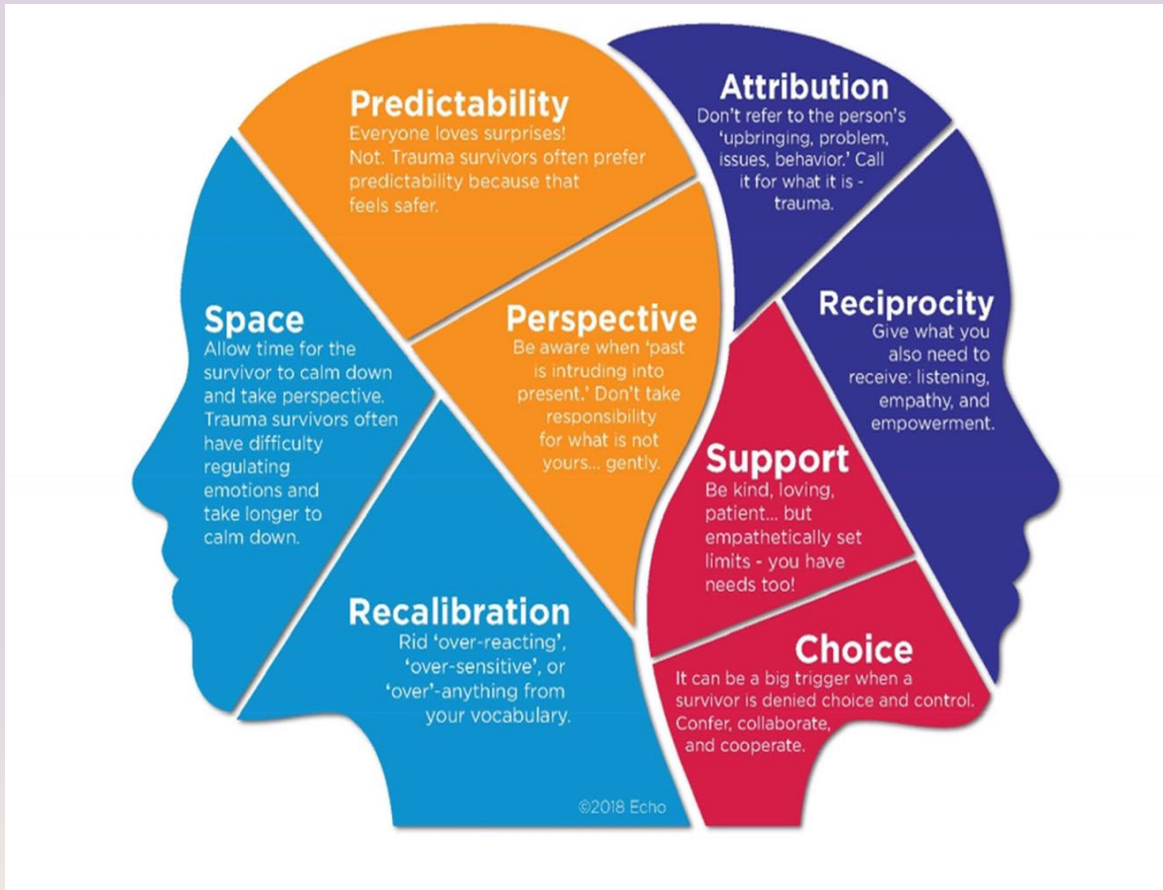 Predictability
Everyone loves surprises!
Not. Trauma survivors often prefer
predictability because that
feels safer.
Attribution
Don't refer to the person's
'upbringing, problem,
issues, behavior.' Call
it for what it is -
trauma.
Space
Allow time for the
survivor to calm down
and take perspective.
Trauma survivors often
have difficulty
regulating
emotions and
take longer to
calm down.
Perspective
Be aware when 'past
is intruding into
present.' Don't take
responsibility
for what is not
yours... gently.
Reciprocity
Give what you
also need to
receive: listening,
empathy, and
empowerment.
Support
Be kind, loving,
patient... but
empathetically set
limits - you have
needs too!
Recalibration
Rid 'over-reacting',
'over-sensitive', or
'over'-anything from
your vocabulary.
Choice
It can be a big trigger when a
survivor is denied choice and control.
Confer, collaborate,
and cooperate.
©2018 Echo